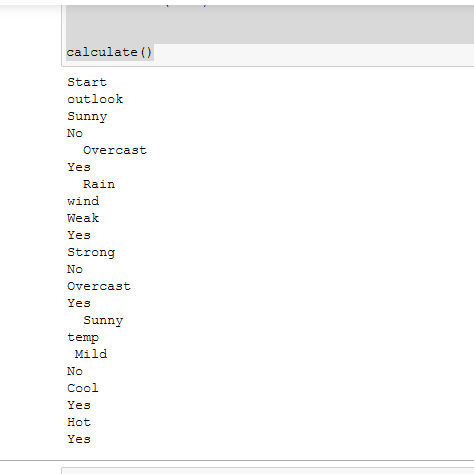 calculate()
Start
outlook
Sunny
No
  Overcast
Yes
  Rain
wind
Weak
Yes
Strong
No
Overcast
Yes
  Sunny
temp
 Mild
No
Cool
Yes
Hot
Yes